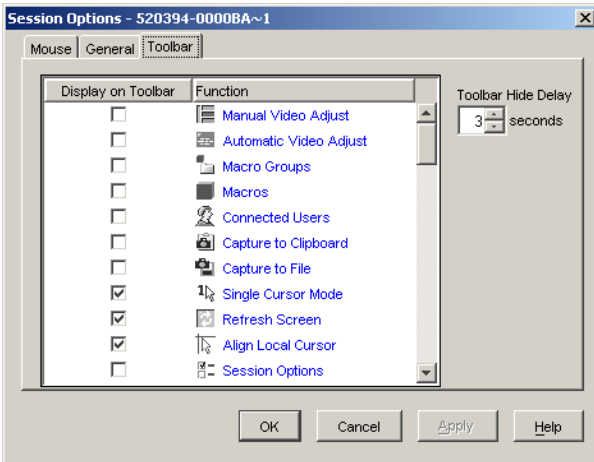 Session Options - 520394-0000BA~1
Mouse General Toolbar
Display on Toolbar Function
Manual Video Adjust
Automatic Video Adjust
Macro Groups
Macros
Connected Users
Capture to Clipboard
Capture to File
Single Cursor Mode
Refresh Screen
Align Local Cursor
Session Options
Toolbar Hide Delay
3 seconds
OK Cancel Apply Help